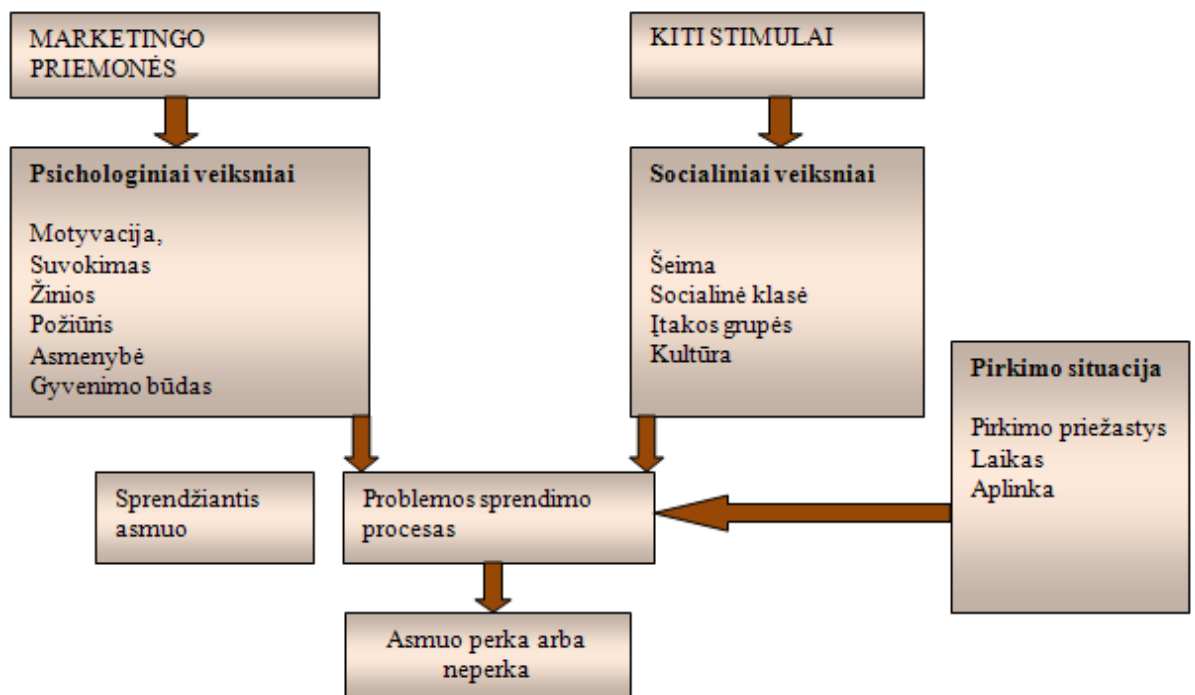 MARKETINGO
PRIEMONĖS
KITI STIMULAI
Psichologiniai veiksniai
Motyvacija,
Suvokimas
Žinios
Požiūris
Asmenybė
Gyvenimo būdas
Socialiniai veiksniai
Šeima
Socialinė klasė
Įtakos grupės
Kultūra
Pirkimo situacija
Pirkimo priežastys
Laikas
Aplinka
Sprendžiantis
asmuo
Problemos sprendimo
procesas
Asmuo perka arba
neperka